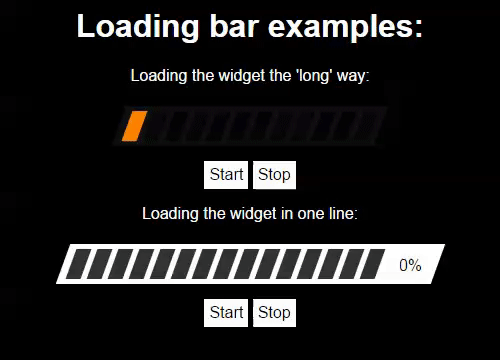 Loading bar examples:
Loading the widget the 'long' way:
Start Stop
Loading the widget in one line:
0%
Start Stop